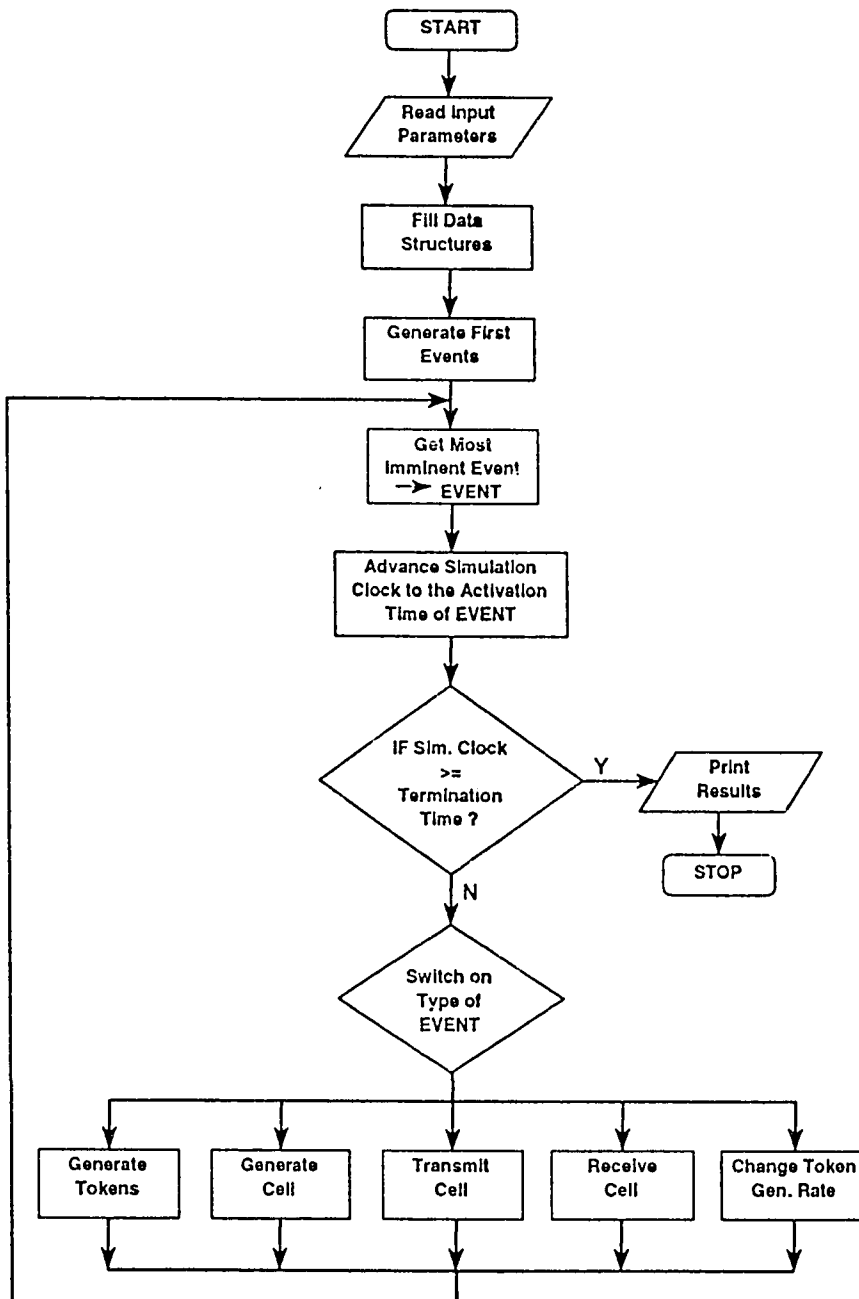 START
Read Input
Parameters
Fill Data
Structures
Generate First
Events
Get Most
Imminent Event
→ EVENT
Advance Simulation
Clock to the Activation
Time of EVENT
IF Sim. Clock
>=
Termination
Time ?
Y
Print
Results
STOP
N
Switch on
Type of
EVENT
Generate
Tokens
Generate
Cell
Transmit
Cell
Receive
Cell
Change Token
Gen. Rate